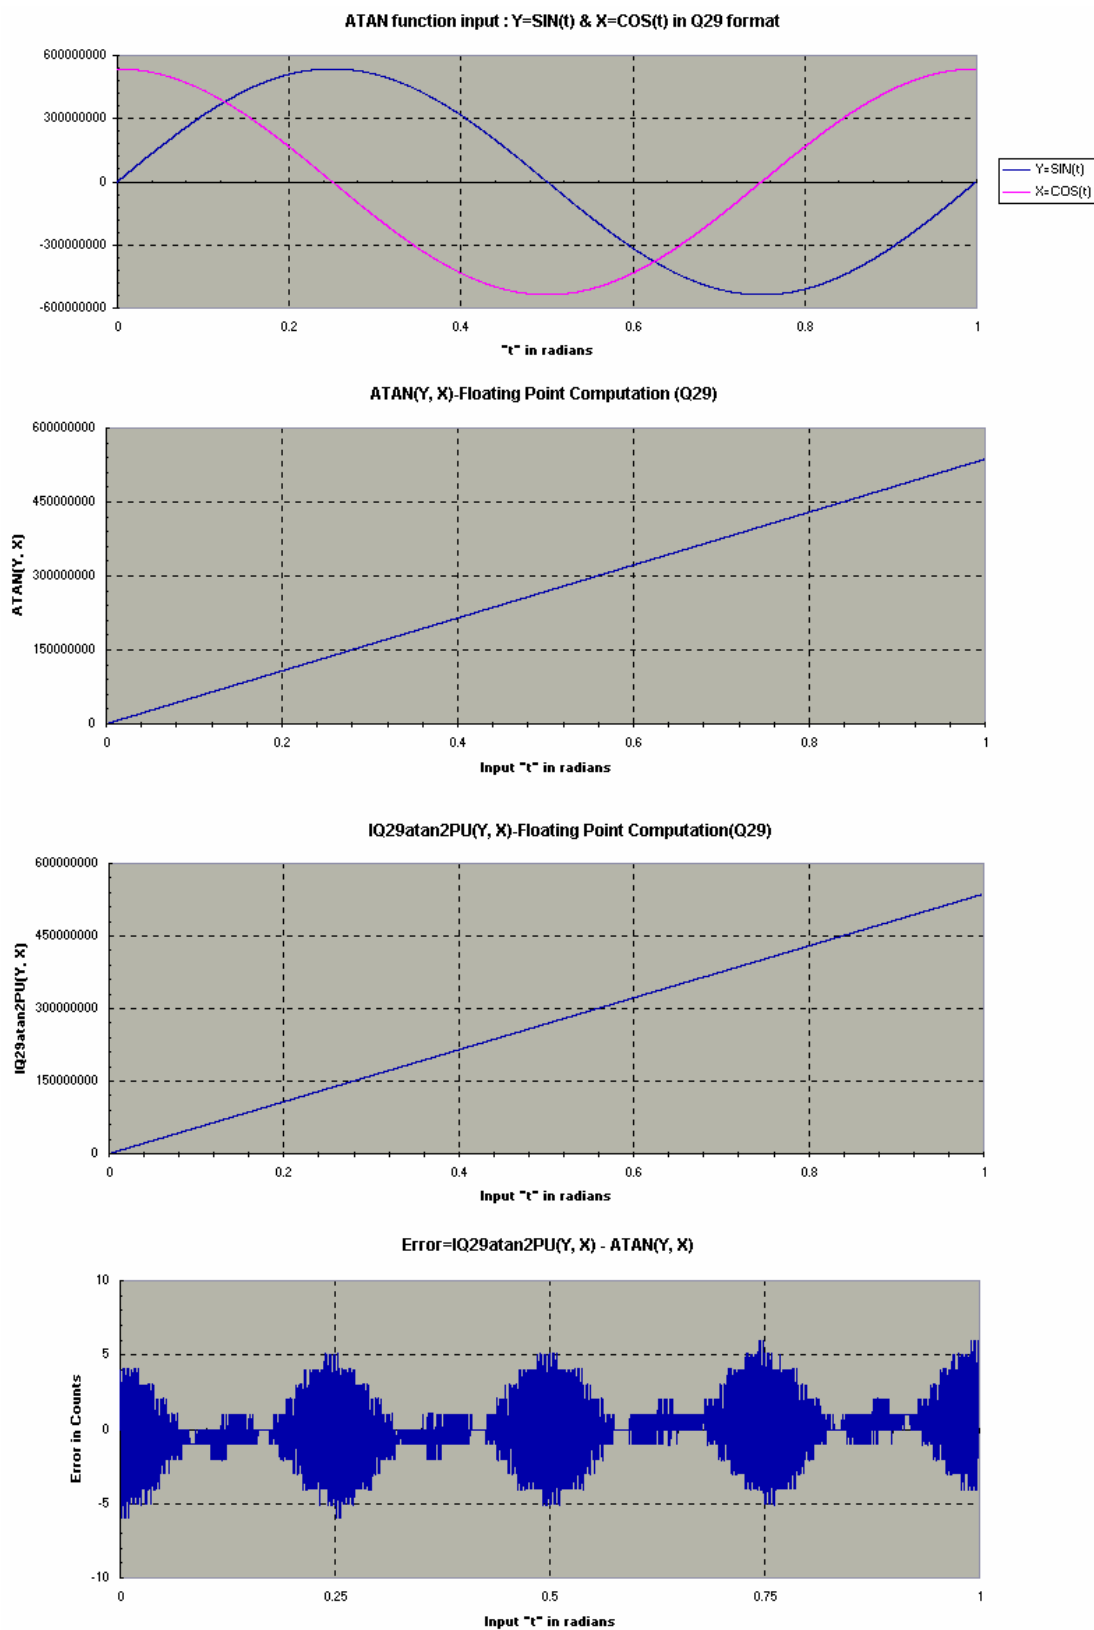 ATAN function input : Y=SIN(t) & X=COS(t) in Q29 format
600000000
300000000
0
-300000000
-600000000
0 0.2 0.4 0.6 0.8 1
"t" in radians
Y=SIN(t)
X=COS(t)
ATAN(Y, X)-Floating Point Computation (Q29)
600000000
450000000
300000000
150000000
0
ATAN(Y, X)
0 0.2 0.4 0.6 0.8 1
Input "t" in radians
IQ29atan2PU(Y, X)-Floating Point Computation(Q29)
600000000
450000000
300000000
150000000
0
IQ29atan2PU(Y, X)
0 0.2 0.4 0.6 0.8 1
Input "t" in radians
Error=IQ29atan2PU(Y, X) - ATAN(Y, X)
10
5
0
-5
-10
Error in Counts
0 0.25 0.5 0.75 1
Input "t" in radians